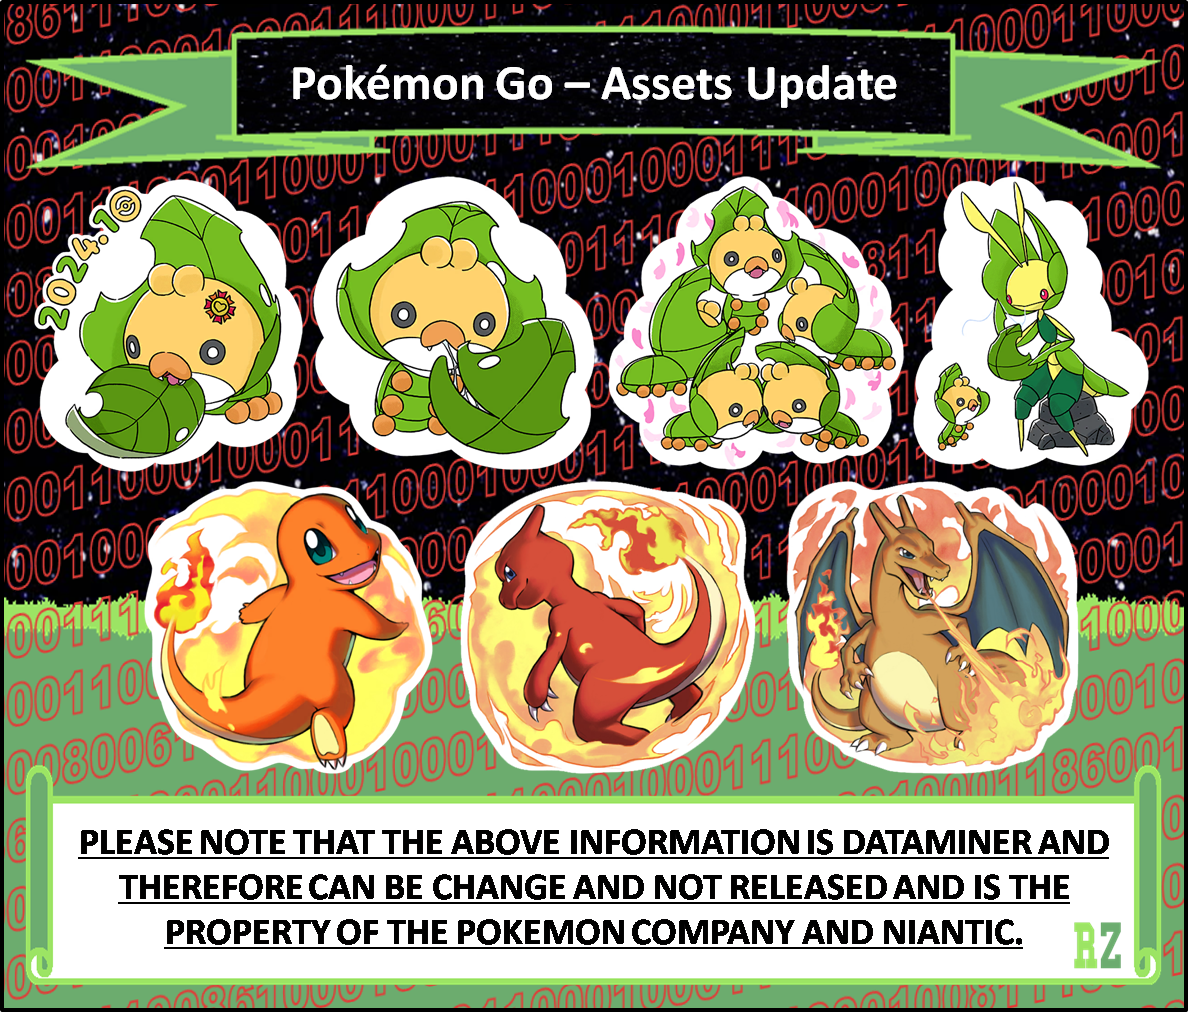 Pokémon Go – Assets Update
2024.10
PLEASE NOTE THAT THE ABOVE INFORMATION IS DATAMINER AND
THEREFORE CAN BE CHANGE AND NOT RELEASED AND IS THE
PROPERTY OF THE POKEMON COMPANY AND NIANTIC.
RZ